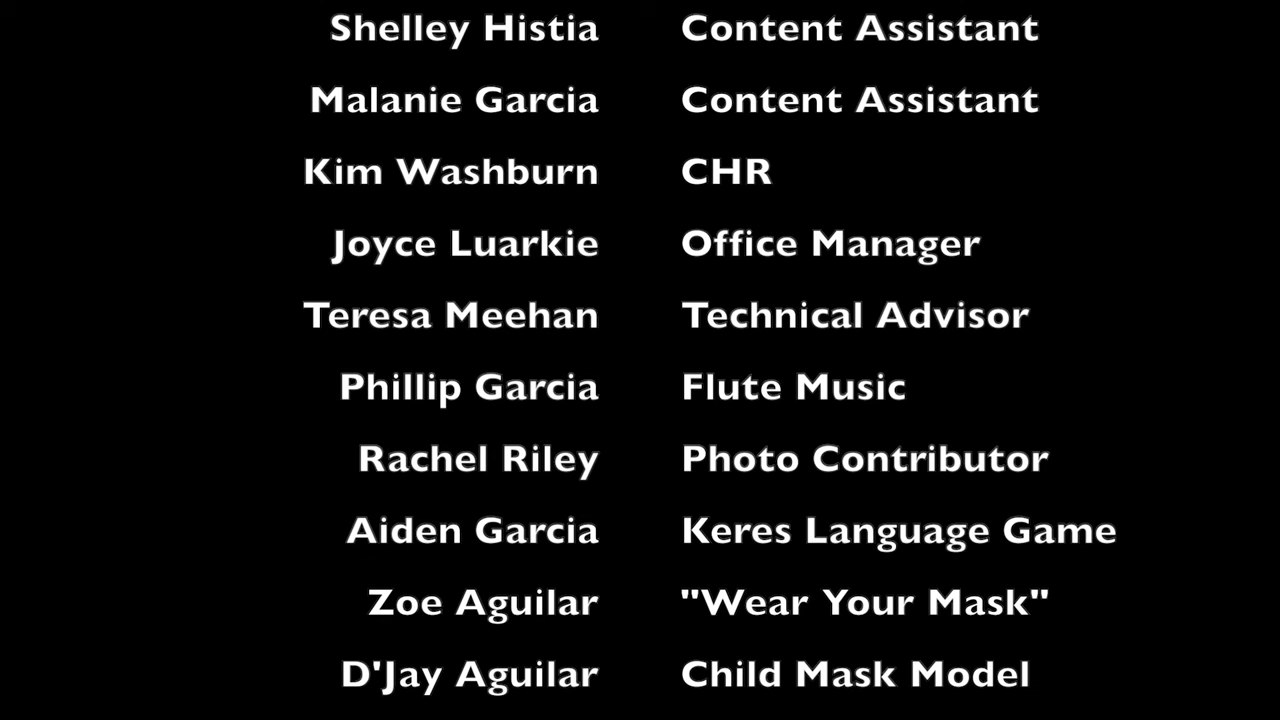 Shelley Histia Content Assistant
Malanie Garcia Content Assistant
Kim Washburn CHR
Joyce Luarkie Office Manager
Teresa Meehan Technical Advisor
Phillip Garcia Flute Music
Rachel Riley Photo Contributor
Aiden Garcia Keres Language Game
Zoe Aguilar "Wear Your Mask"
D'Jay Aguilar Child Mask Model